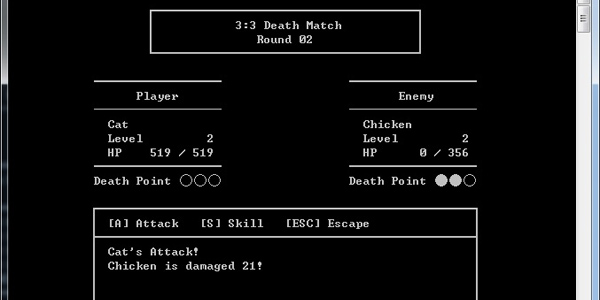 3:3 Death Match
Round 02
Player
Enemy
Cat
Level 2
HP 519 / 519
Death Point
Chicken
Level 2
HP 0 / 356
Death Point
[A] Attack [S] Skill [ESC] Escape
Cat's Attack!
Chicken is damaged 21!